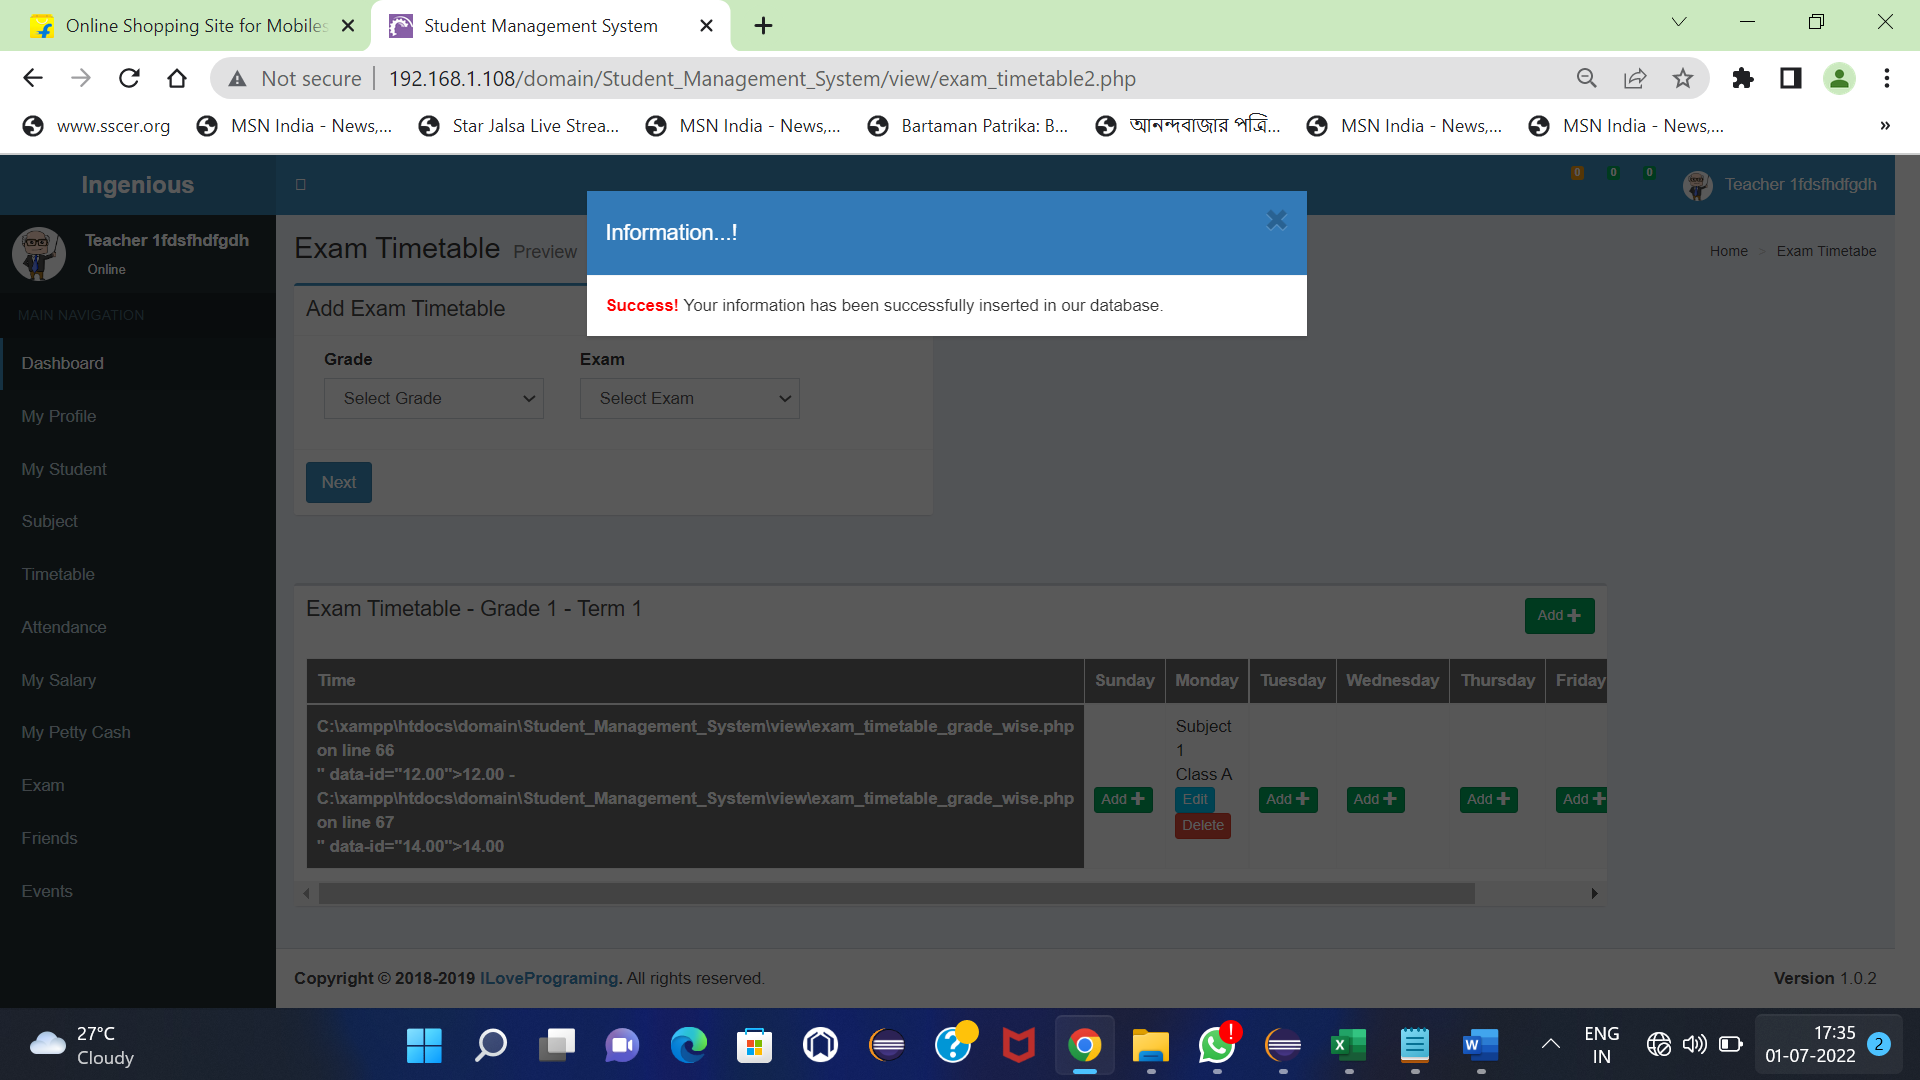 Online Shopping Site for Mobiles
Student Management System
Not secure
192.168.1.108/domain/Student_Management_System/view/exam_timetable2.php
www.sscer.org
MSN India - News,...
Star Jalsa Live Strea...
MSN India - News,...
Bartaman Patrika: B...
আনন্দবাজার পত্রি...
MSN India - News,...
MSN India - News,...
»
Ingenious
0
0
0
Teacher 1fdsfhdfgdh
Teacher 1fdsfhdfgdh
Online
MAIN NAVIGATION
Dashboard
My Profile
My Student
Subject
Timetable
Attendance
My Salary
My Petty Cash
Exam
Friends
Events
Information...!
Success! Your information has been successfully inserted in our database.
Exam Timetable Preview
Home > Exam Timetabe
Add Exam Timetable
Grade
Exam
Select Grade
Select Exam
Next
Exam Timetable - Grade 1 - Term 1
Add
Time
Sunday
Monday
Tuesday
Wednesday
Thursday
Friday
C:\xampp\htdocs\domain\Student_Management_System\view\exam_timetable_grade_wise.php
on line 66
" data-id="12.00">12.00 -
C:\xampp\htdocs\domain\Student_Management_System\view\exam_timetable_grade_wise.php
on line 67
" data-id="14.00">14.00
Add
Subject
1
Class A
Edit
Delete
Add
Add
Add
Add
Copyright © 2018-2019 ILovePrograming. All rights reserved.
Version 1.0.2
27°C
Cloudy
ENG
IN
17:35
01-07-2022
2